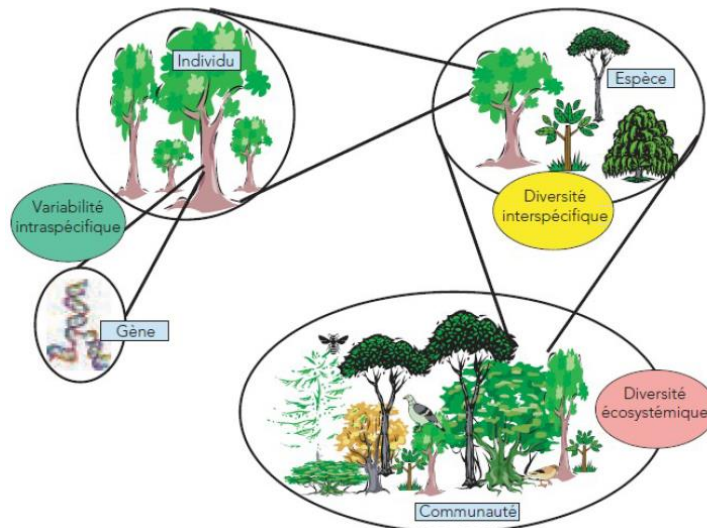 Individu
Espèce
Variabilité
intraspécifique
Diversité
interspécifique
Gène
Diversité
écosystémique
Communauté